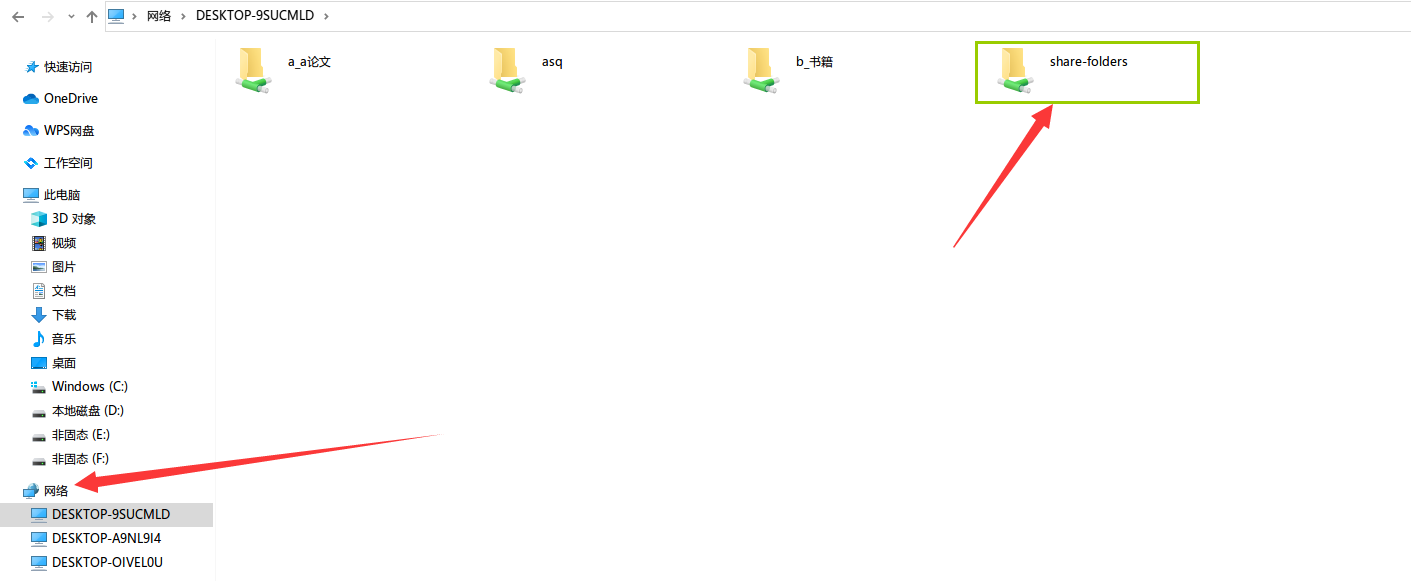 网络 DESKTOP-9SUCMLD
a_a论文 asq b_书籍 share-folders
快速访问
OneDrive
WPS网盘
工作空间
此电脑
3D 对象
视频
图片
文档
下载
音乐
桌面
Windows (C:)
本地磁盘 (D:)
非固态 (E:)
非固态 (F:)
网络
DESKTOP-9SUCMLD
DESKTOP-A9NL9I4
DESKTOP-OIVEL0U